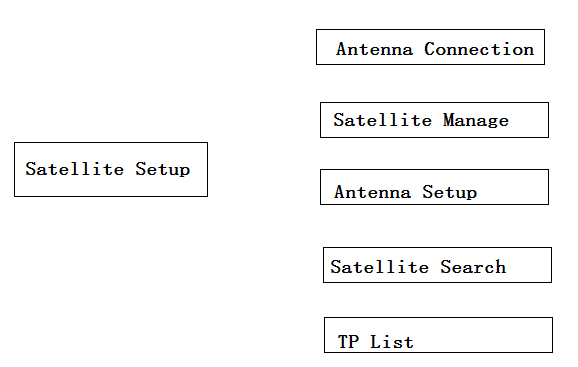 Satellite Setup
Antenna Connection
Satellite Manage
Antenna Setup
Satellite Search
TP List